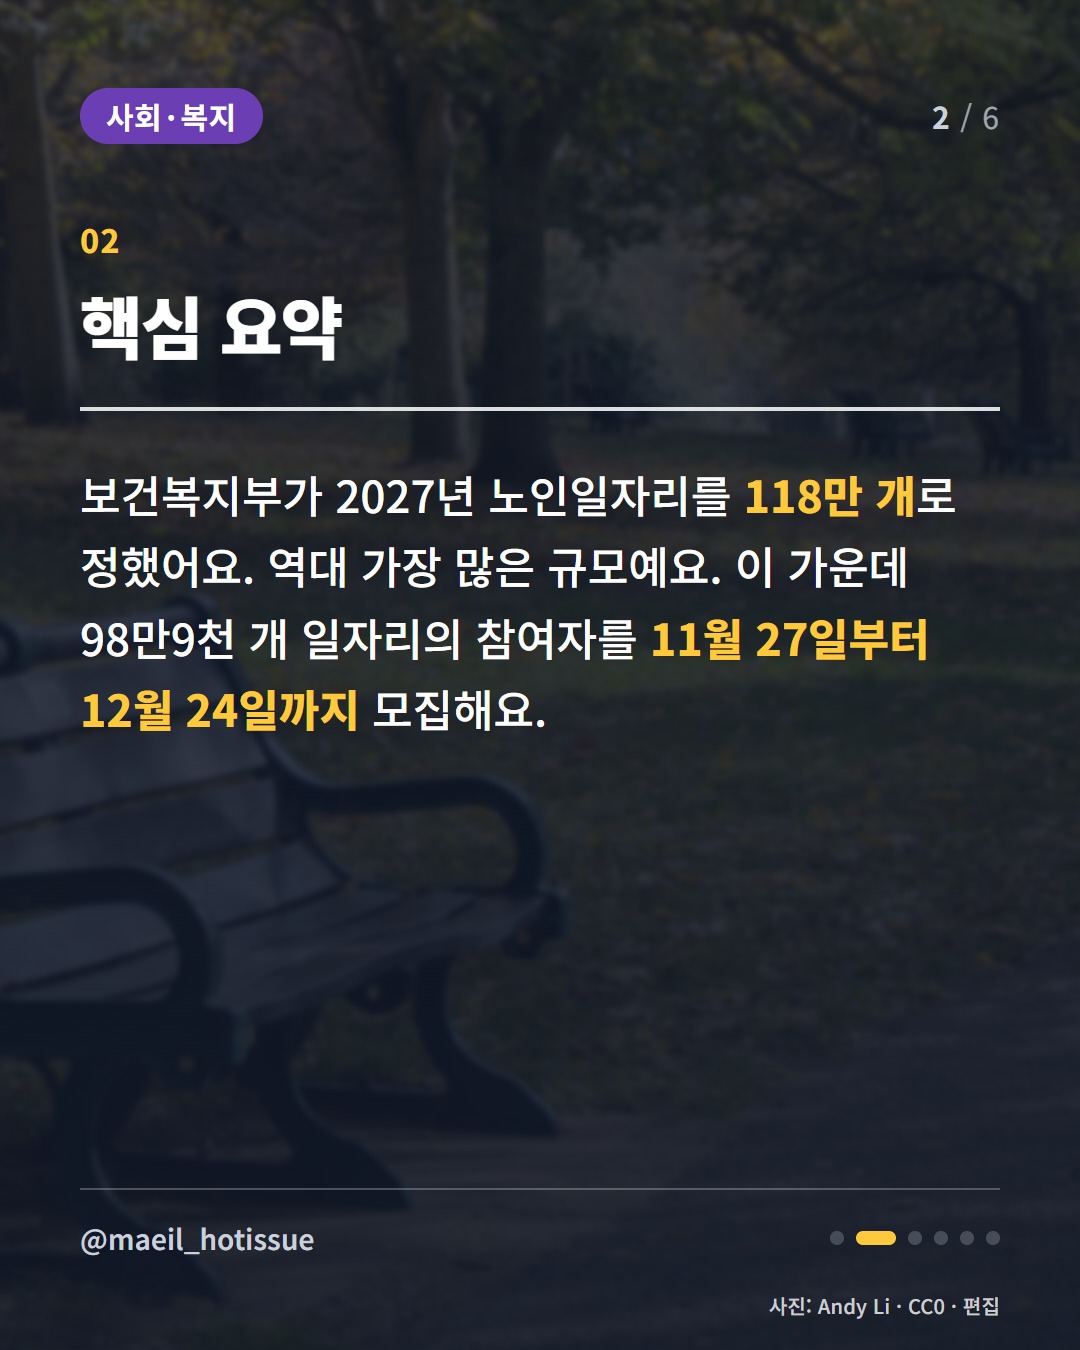 사회·복지
2 / 6
02
핵심 요약
보건복지부가 2027년 노인일자리를 118만 개로
정했어요. 역대 가장 많은 규모예요. 이 가운데
98만9천 개 일자리의 참여자를 11월 27일부터
12월 24일까지 모집해요.
@maeil_hotissue
사진: Andy Li · CC0 · 편집